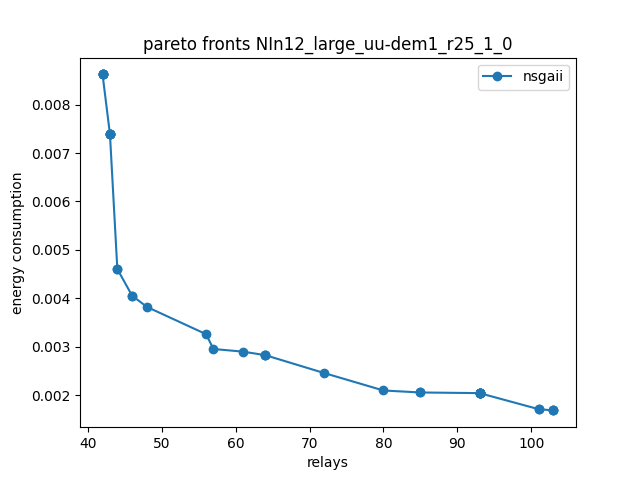 pareto fronts NIn12_large_uu-dem1_r25_1_0
nsgaii
0.008
0.007
0.006
0.005
0.004
0.003
0.002
energy consumption
40 50 60 70 80 90 100
relays